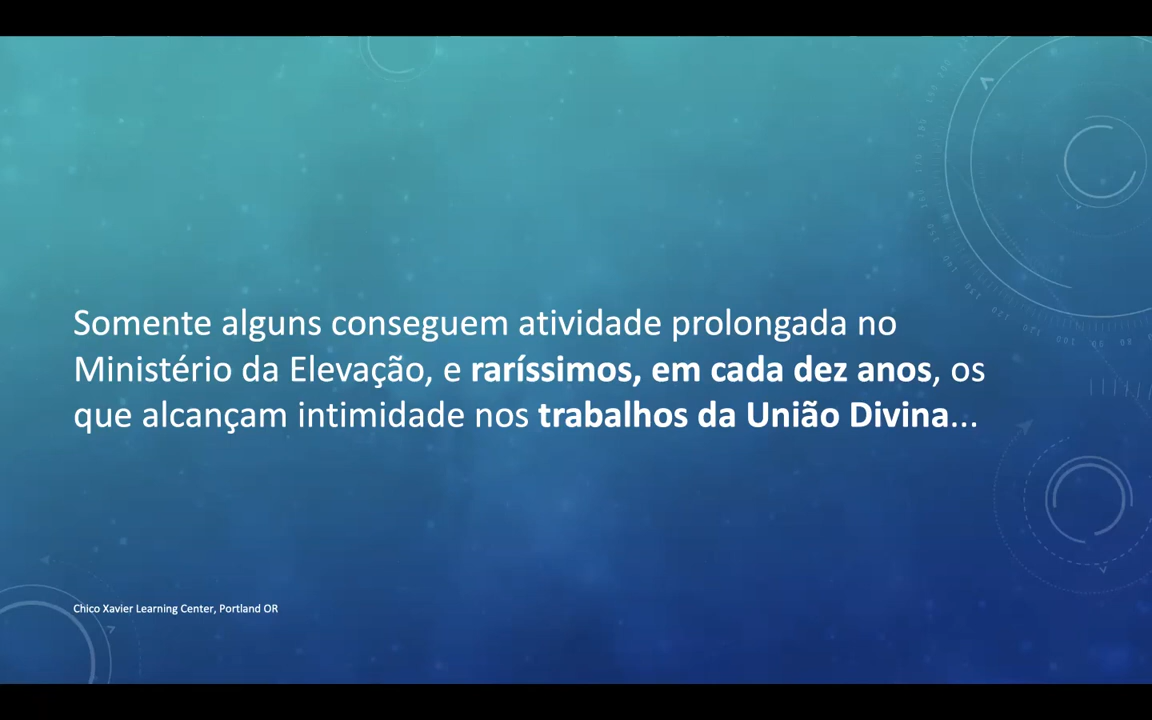 Somente alguns conseguem atividade prolongada no
Ministério da Elevação, e raríssimos, em cada dez anos, os
que alcançam intimidade nos trabalhos da União Divina...
Chico Xavier Learning Center, Portland OR